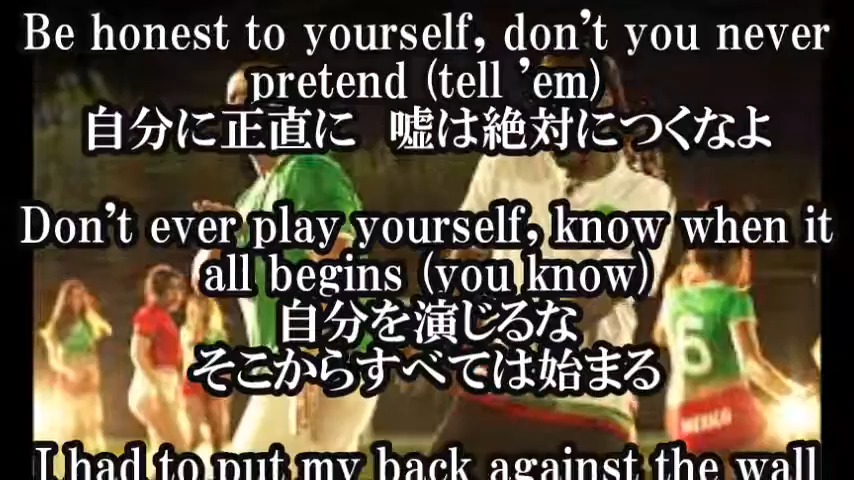 Be honest to yourself, don't you never
pretend (tell 'em)
自分に正直に　嘘は絶対につくなよ
Don't ever play yourself, know when it
all begins (you know)
自分を演じるな
そこからすべては始まる
I had to put my back against the wall
6
MEXICO